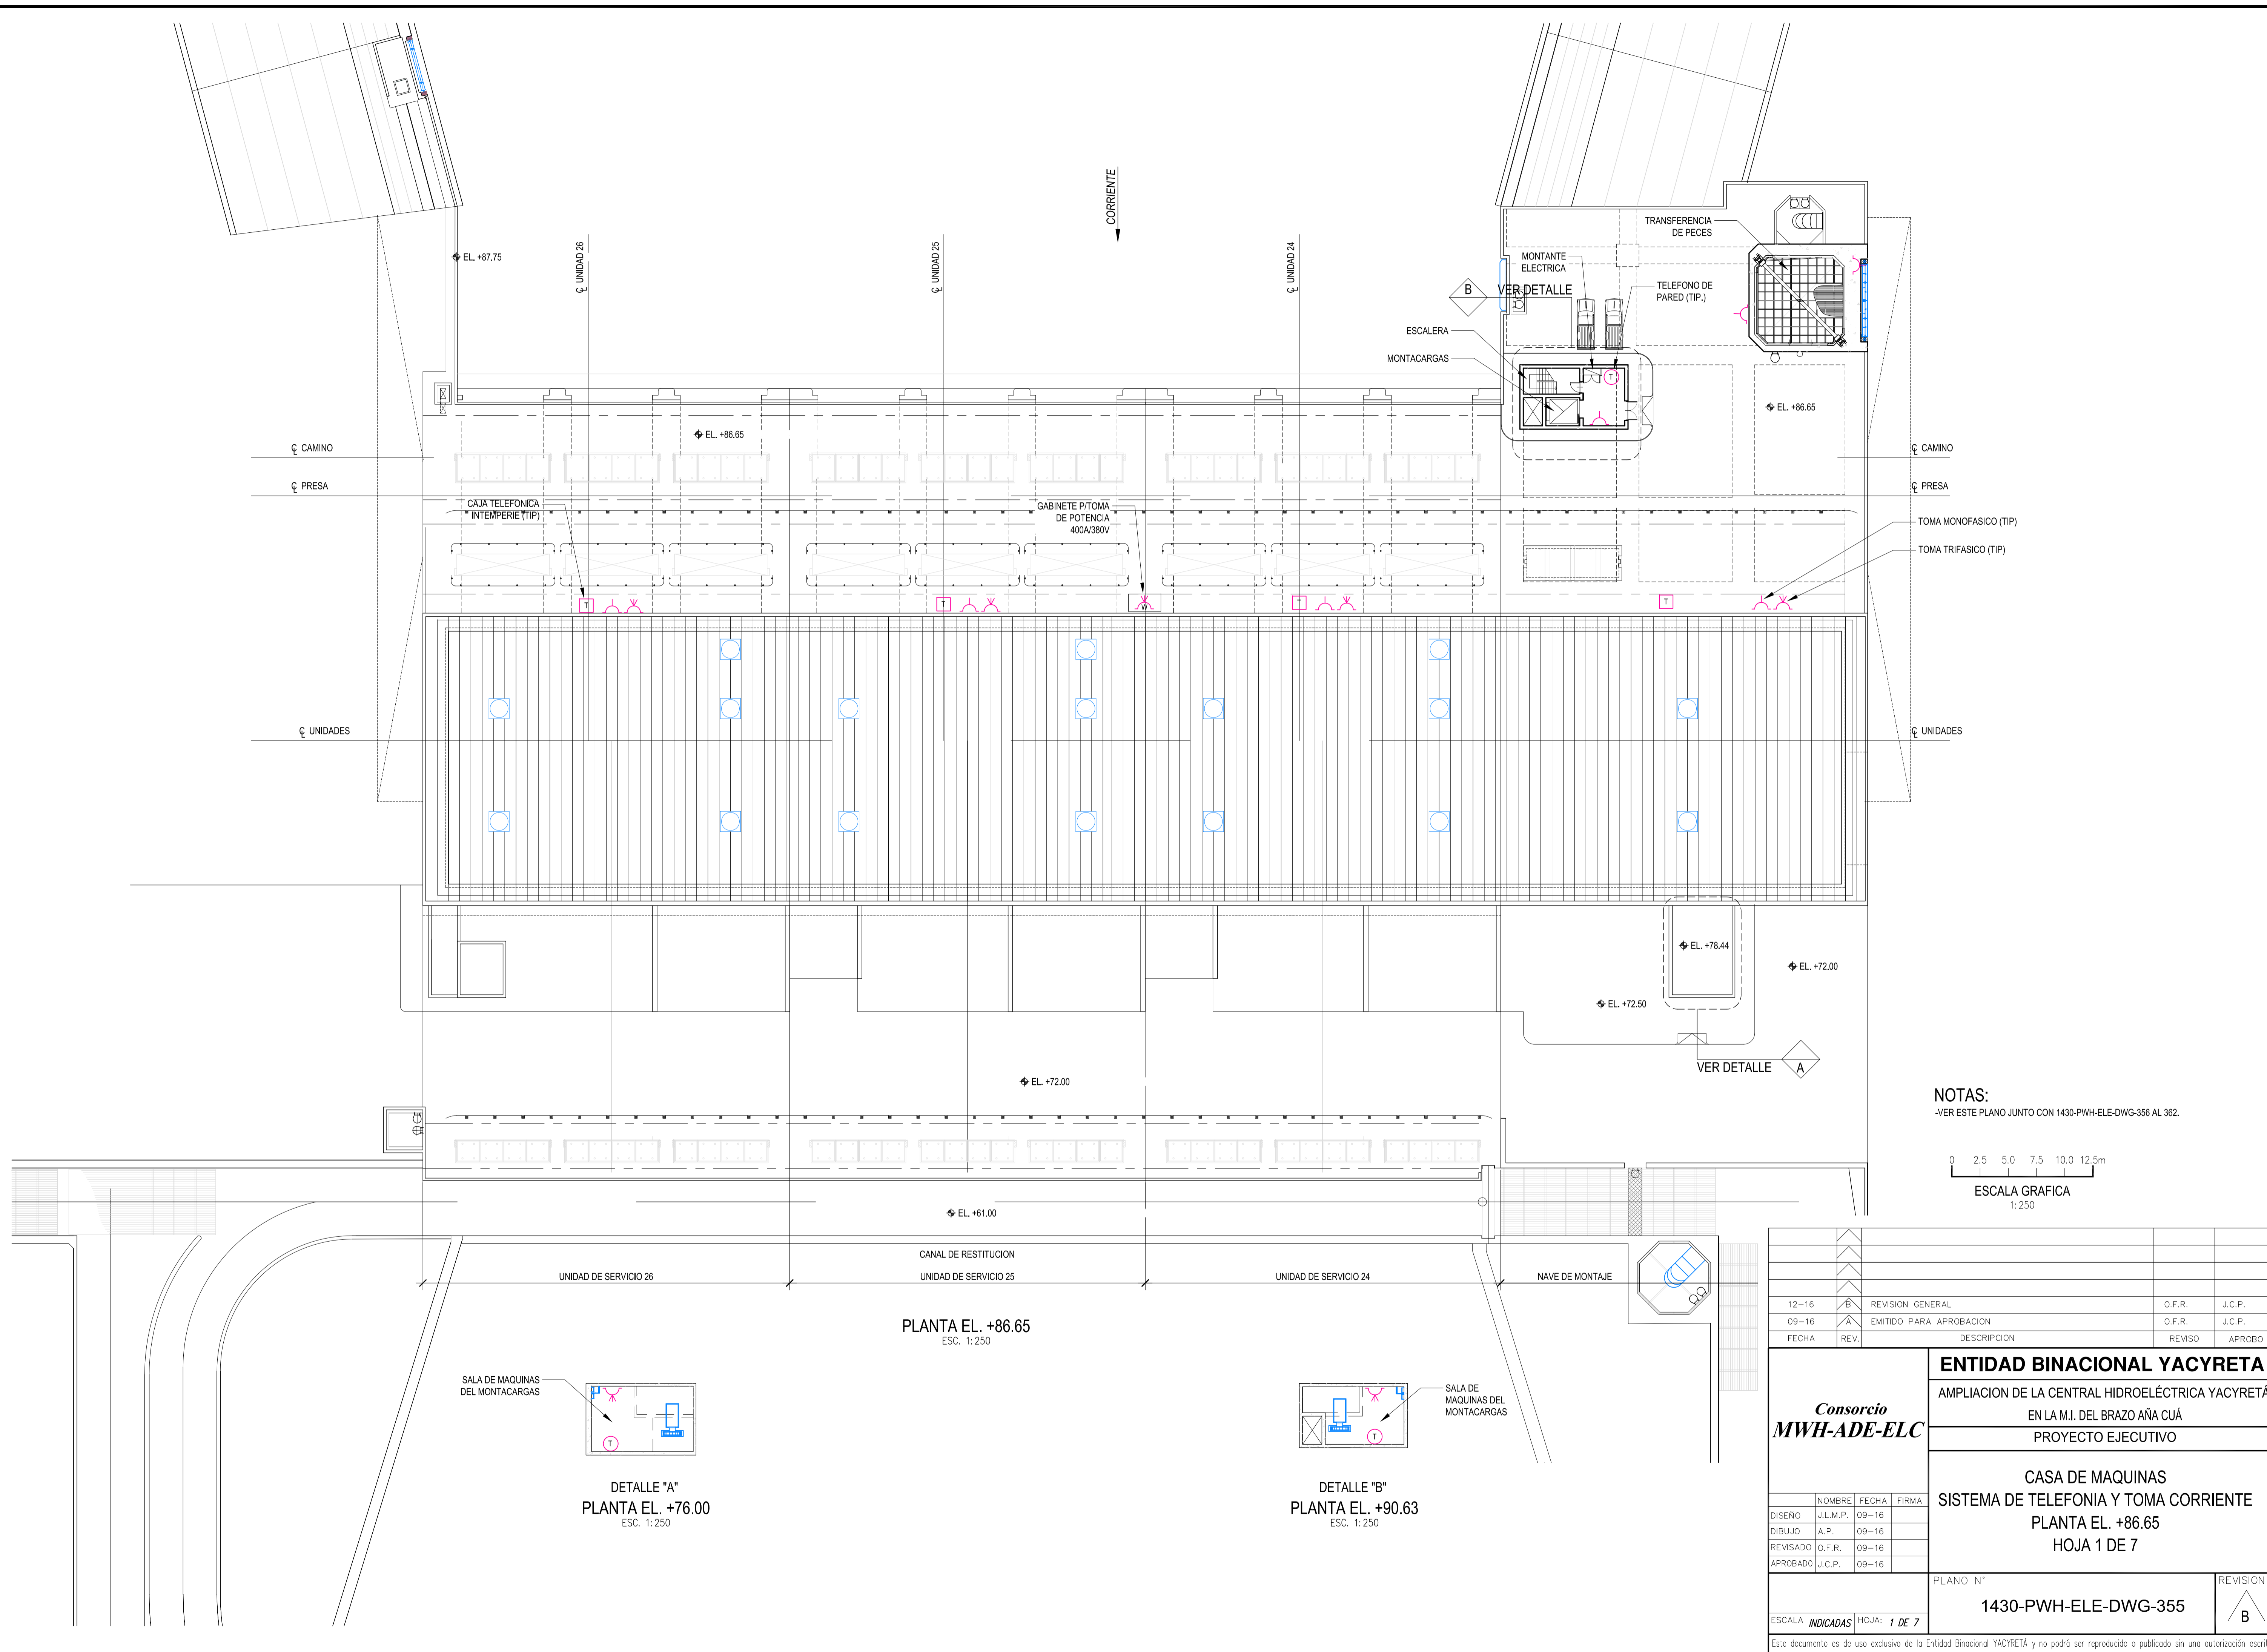 CORRIENTE
EL. +87.75
℄ UNIDAD 26
℄ UNIDAD 25
℄ UNIDAD 24
TRANSFERENCIA
DE PECES
MONTANTE
ELECTRICA
B
VER DETALLE
TELEFONO DE
PARED (TIP.)
ESCALERA
MONTACARGAS
T
EL. +86.65
EL. +86.65
℄ CAMINO
℄ CAMINO
℄ PRESA
℄ PRESA
CAJA TELEFONICA
INTEMPERIE (TIP)
GABINETE P/TOMA
DE POTENCIA
400A/380V
TOMA MONOFASICO (TIP)
TOMA TRIFASICO (TIP)
T
T
W
T
T
℄ UNIDADES
℄ UNIDADES
EL. +78.44
EL. +72.00
EL. +72.50
VER DETALLE
A
EL. +72.00
NOTAS:
-VER ESTE PLANO JUNTO CON 1430-PWH-ELE-DWG-356 AL 362.
0 2.5 5.0 7.5 10.0 12.5m
ESCALA GRAFICA
1:250
EL. +61.00
CANAL DE RESTITUCION
UNIDAD DE SERVICIO 26
UNIDAD DE SERVICIO 25
UNIDAD DE SERVICIO 24
NAVE DE MONTAJE
PLANTA EL. +86.65
ESC. 1:250
SALA DE MAQUINAS
DEL MONTACARGAS
T
DETALLE "A"
PLANTA EL. +76.00
ESC. 1:250
SALA DE
MAQUINAS DEL
MONTACARGAS
T
DETALLE "B"
PLANTA EL. +90.63
ESC. 1:250
12-16 B REVISION GENERAL O.F.R. J.C.P.
09-16 A EMITIDO PARA APROBACION O.F.R. J.C.P.
FECHA REV. DESCRIPCION REVISO APROBO
ENTIDAD BINACIONAL YACYRETA
AMPLIACION DE LA CENTRAL HIDROELÉCTRICA YACYRETÁ
EN LA M.I. DEL BRAZO AÑA CUÁ
PROYECTO EJECUTIVO
Consorcio
MWH-ADE-ELC
CASA DE MAQUINAS
SISTEMA DE TELEFONIA Y TOMA CORRIENTE
PLANTA EL. +86.65
HOJA 1 DE 7
NOMBRE FECHA FIRMA
DISEÑO J.L.M.P. 09-16
DIBUJO A.P. 09-16
REVISADO O.F.R. 09-16
APROBADO J.C.P. 09-16
PLANO N°
1430-PWH-ELE-DWG-355
REVISION
B
ESCALA INDICADAS HOJA: 1 DE 7
Este documento es de uso exclusivo de la Entidad Binacional YACYRETÁ y no podrá ser reproducido o publicado sin una autorización